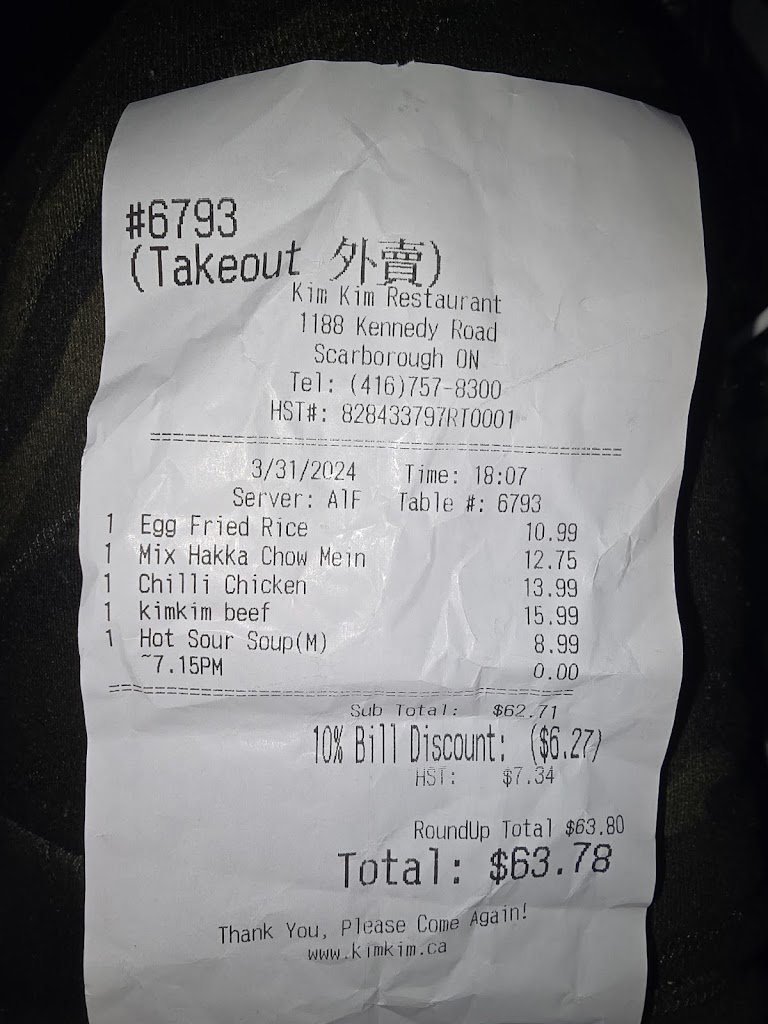 #6793
(Takeout 外賣)
Kim Kim Restaurant
1188 Kennedy Road
Scarborough ON
Tel: (416)757-8300
HST#: 828433797RT0001
3/31/2024 Time: 18:07
Server: AlF Table #: 6793
1 Egg Fried Rice 10.99
1 Mix Hakka Chow Mein 12.75
1 Chilli Chicken 13.99
1 kimkim beef 15.99
1 Hot Sour Soup(M) 8.99
~7.15PM 0.00
Sub Total: $62.71
10% Bill Discount: ($6.27)
HST: $7.34
RoundUp Total $63.80
Total: $63.78
Thank You, Please Come Again!
www.kimkim.ca